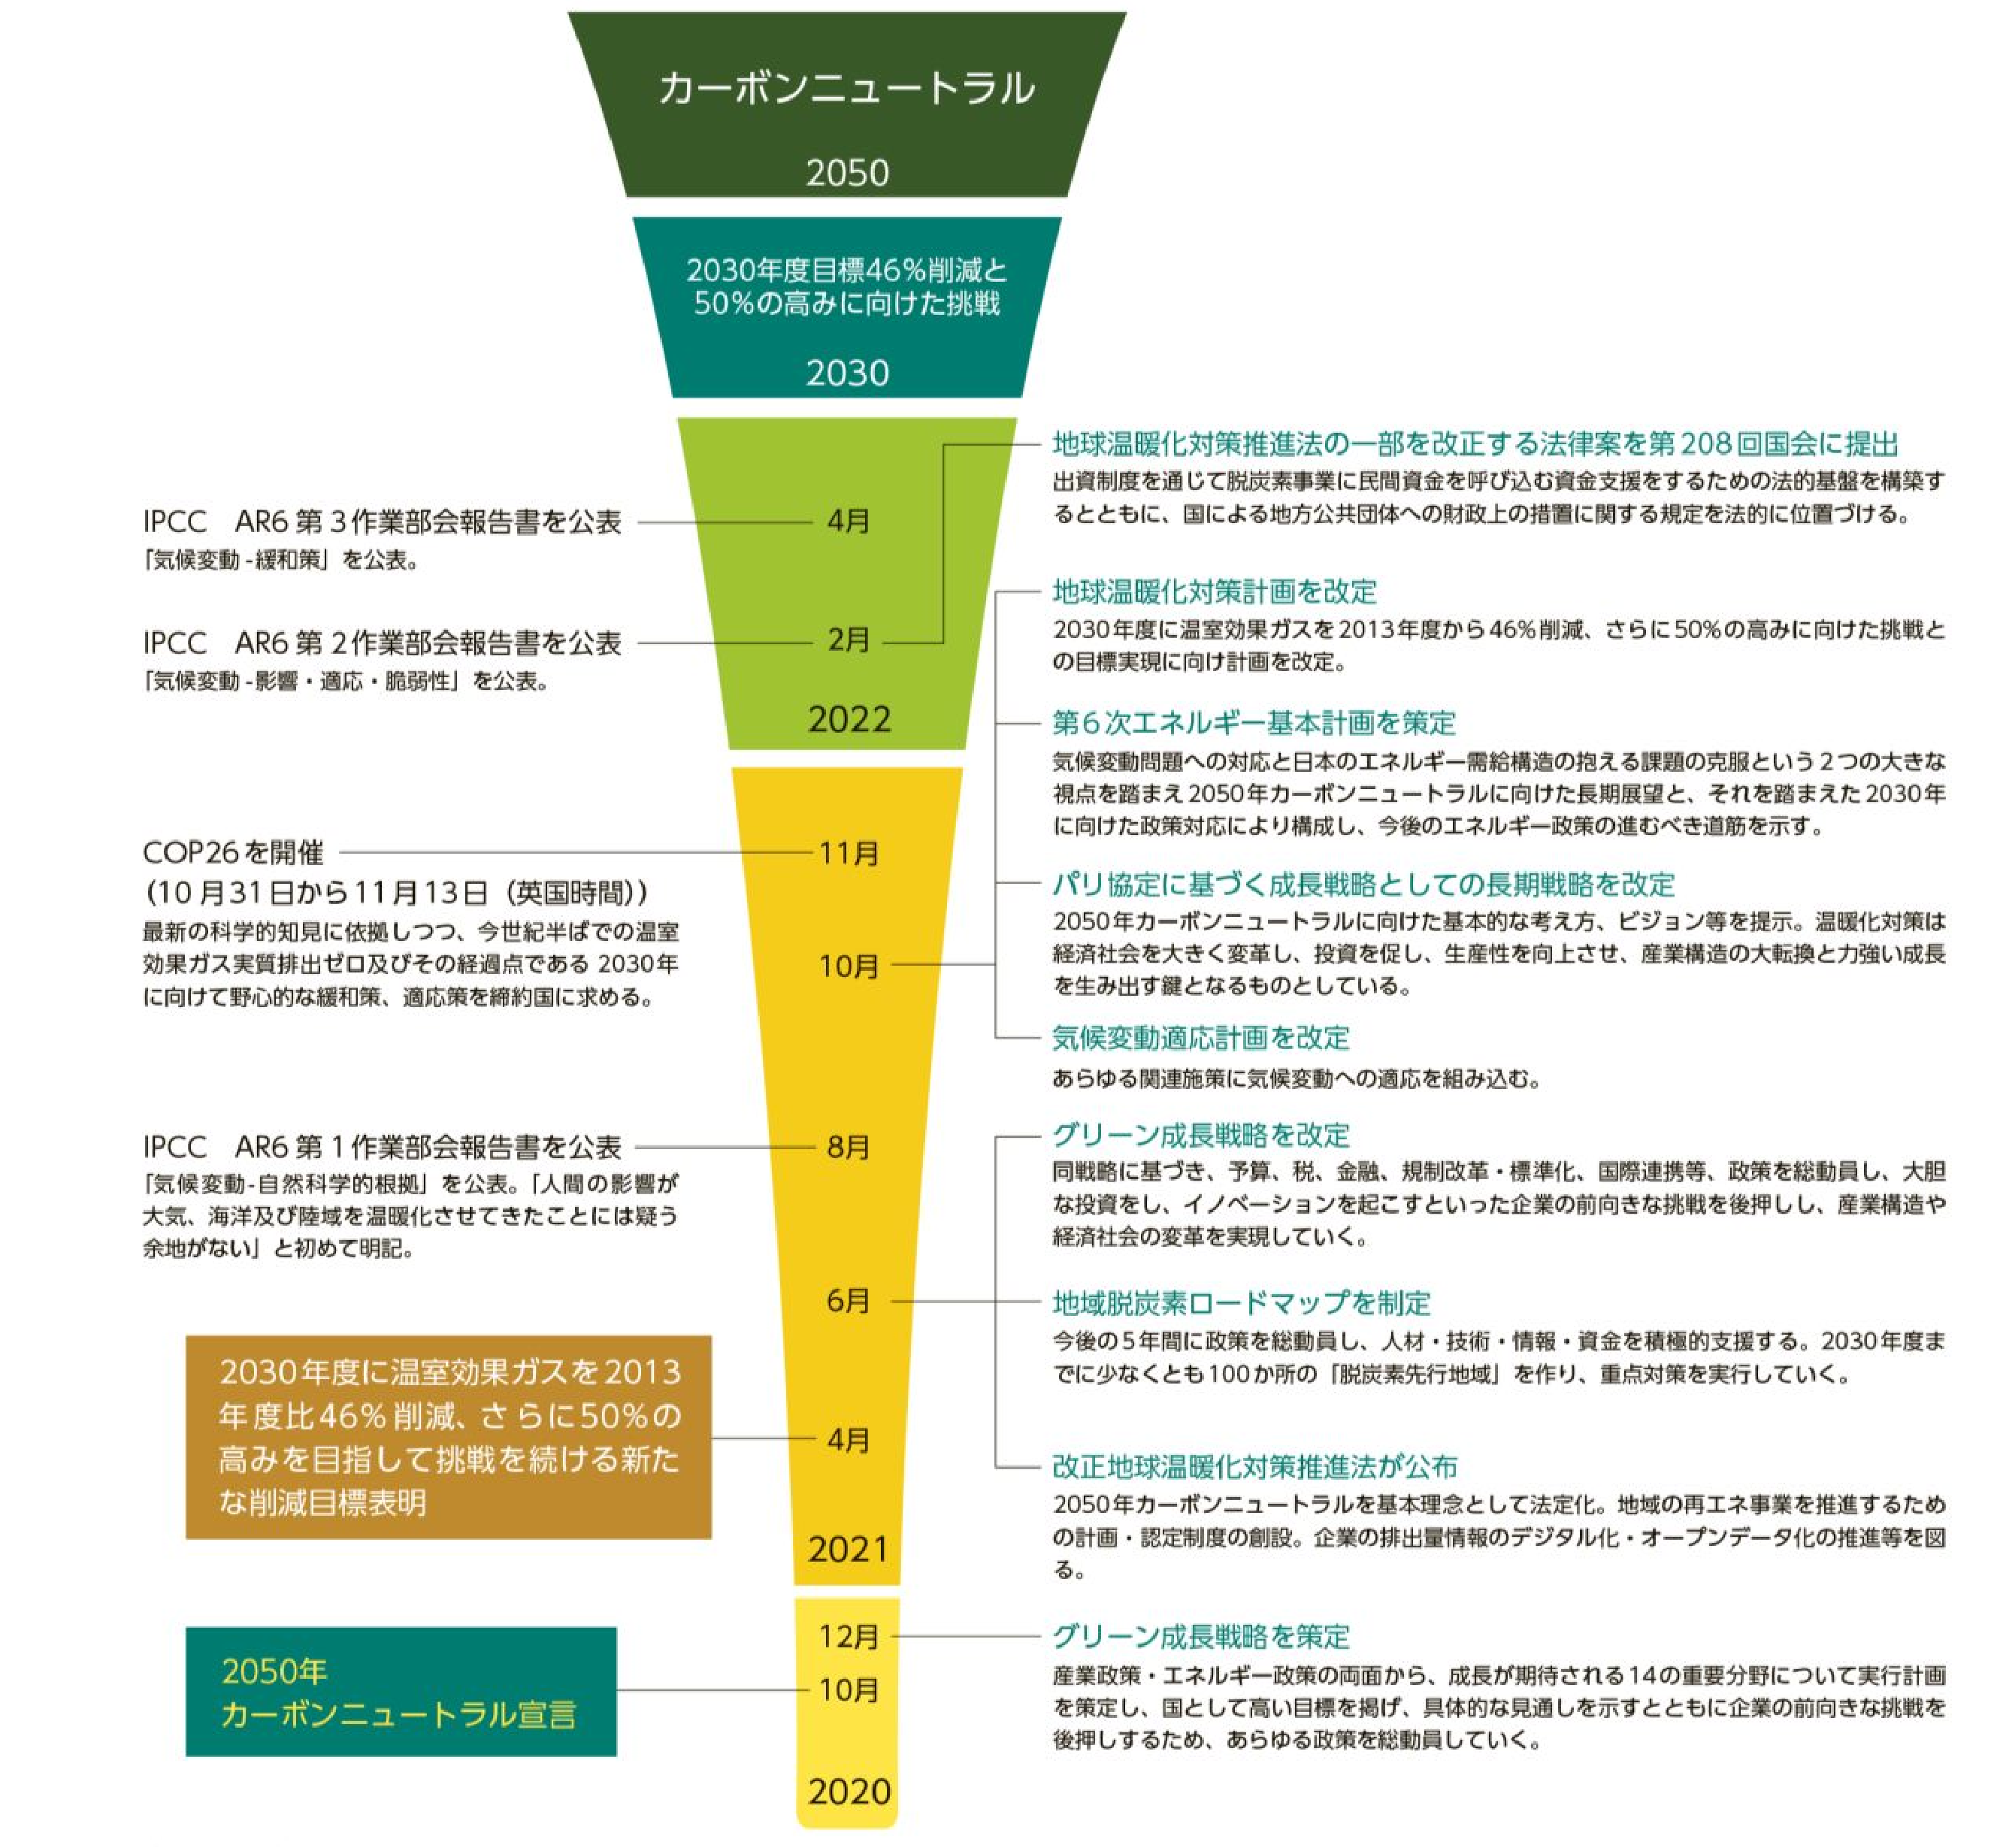 カーボンニュートラル
2050
2030年度目標46%削減と
50%の高みに向けた挑戦
2030
地球温暖化対策推進法の一部を改正する法律案を第208回国会に提出
出資制度を通じて脱炭素事業に民間資金を呼び込む資金支援をするための法的基盤を構築す
るとともに、国による地方公共団体への財政上の措置に関する規定を法的に位置づける。
IPCC　AR6 第3作業部会報告書を公表
「気候変動-緩和策」を公表。
4月
IPCC　AR6 第2作業部会報告書を公表
「気候変動-影響・適応・脆弱性」を公表。
2月
2022
地球温暖化対策計画を改定
2030年度に温室効果ガスを2013年度から46%削減、さらに50%の高みに向けた挑戦と
の目標実現に向け計画を改定。
第6次エネルギー基本計画を策定
気候変動問題への対応と日本のエネルギー需給構造の抱える課題の克服という2つの大きな
視点を踏まえ2050年カーボンニュートラルに向けた長期展望と、それを踏まえた2030年
に向けた政策対応により構成し、今後のエネルギー政策の進むべき道筋を示す。
COP26を開催
(10月31日から11月13日（英国時間）)
最新の科学的知見に依拠しつつ、今世紀半ばでの温室
効果ガス実質排出ゼロ及びその経過点である 2030年
に向けて野心的な緩和策、適応策を締約国に求める。
11月
10月
パリ協定に基づく成長戦略としての長期戦略を改定
2050年カーボンニュートラルに向けた基本的な考え方、ビジョン等を提示。温暖化対策は
経済社会を大きく変革し、投資を促し、生産性を向上させ、産業構造の大転換と力強い成長
を生み出す鍵となるものとしている。
気候変動適応計画を改定
あらゆる関連施策に気候変動への適応を組み込む。
IPCC　AR6 第1作業部会報告書を公表
「気候変動-自然科学的根拠」を公表。「人間の影響が
大気、海洋及び陸域を温暖化させてきたことには疑う
余地がない」と初めて明記。
8月
グリーン成長戦略を改定
同戦略に基づき、予算、税、金融、規制改革・標準化、国際連携等、政策を総動員し、大胆
な投資をし、イノベーションを起こすといった企業の前向きな挑戦を後押しし、産業構造や
経済社会の変革を実現していく。
6月
地域脱炭素ロードマップを制定
今後の5年間に政策を総動員し、人材・技術・情報・資金を積極的支援する。2030年度ま
でに少なくとも100か所の「脱炭素先行地域」を作り、重点対策を実行していく。
2030年度に温室効果ガスを2013
年度比46%削減、さらに50%の
高みを目指して挑戦を続ける新た
な削減目標表明
4月
改正地球温暖化対策推進法が公布
2050年カーボンニュートラルを基本理念として法定化。地域の再エネ事業を推進するため
の計画・認定制度の創設。企業の排出量情報のデジタル化・オープンデータ化の推進等を図
る。
2021
12月
グリーン成長戦略を策定
産業政策・エネルギー政策の両面から、成長が期待される14の重要分野について実行計画
を策定し、国として高い目標を掲げ、具体的な見通しを示すとともに企業の前向きな挑戦を
後押しするため、あらゆる政策を総動員していく。
2050年
カーボンニュートラル宣言
10月
2020